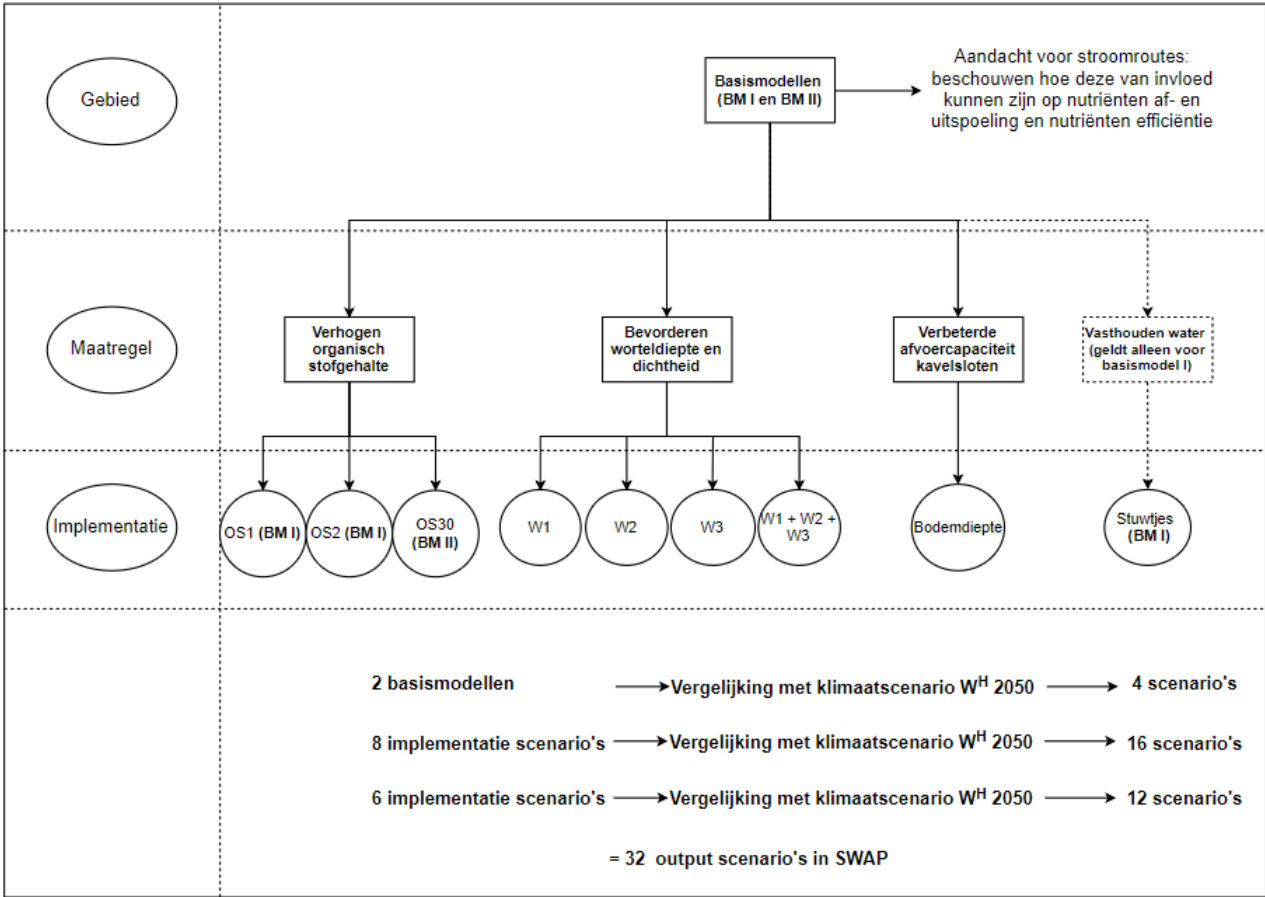 Gebied
Basismodellen
(BM I en BM II)
Aandacht voor stroomroutes:
beschouwen hoe deze van invloed
kunnen zijn op nutriënten af- en
uitspoeling en nutriënten efficiëntie
Maatregel
Verhogen
organisch
stofgehalte
Bevorderen
worteldiepte en
dichtheid
Verbeterde
afvoercapaciteit
kavelsloten
Vasthouden water
(geldt alleen voor
basismodel I)
Implementatie
OS1 (BM I)
OS2 (BM I)
OS30
(BM II)
W1
W2
W3
W1 + W2 +
W3
Bodemdiepte
Stuwtjes
(BM I)
2 basismodellen Vergelijking met klimaatscenario W^H 2050 4 scenario's
8 implementatie scenario's Vergelijking met klimaatscenario W^H 2050 16 scenario's
6 implementatie scenario's Vergelijking met klimaatscenario W^H 2050 12 scenario's
= 32 output scenario's in SWAP